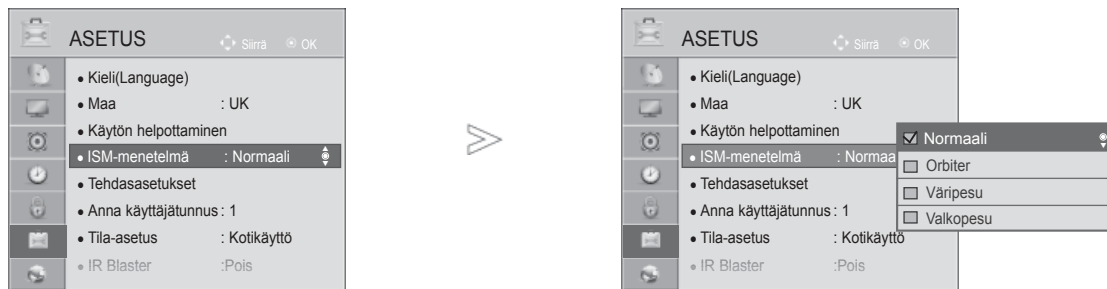 ASETUS
Siirrä OK
• Kieli(Language)
• Maa : UK
• Käytön helpottaminen
• ISM-menetelmä : Normaali
• Tehdasasetukset
• Anna käyttäjätunnus : 1
• Tila-asetus : Kotikäyttö
• IR Blaster :Pois
>
ASETUS
Siirrä OK
• Kieli(Language)
• Maa : UK
• Käytön helpottaminen
• ISM-menetelmä : Normaa
• Tehdasasetukset
• Anna käyttäjätunnus : 1
• Tila-asetus : Kotikäyttö
• IR Blaster :Pois
Normaali
Orbiter
Väripesu
Valkopesu